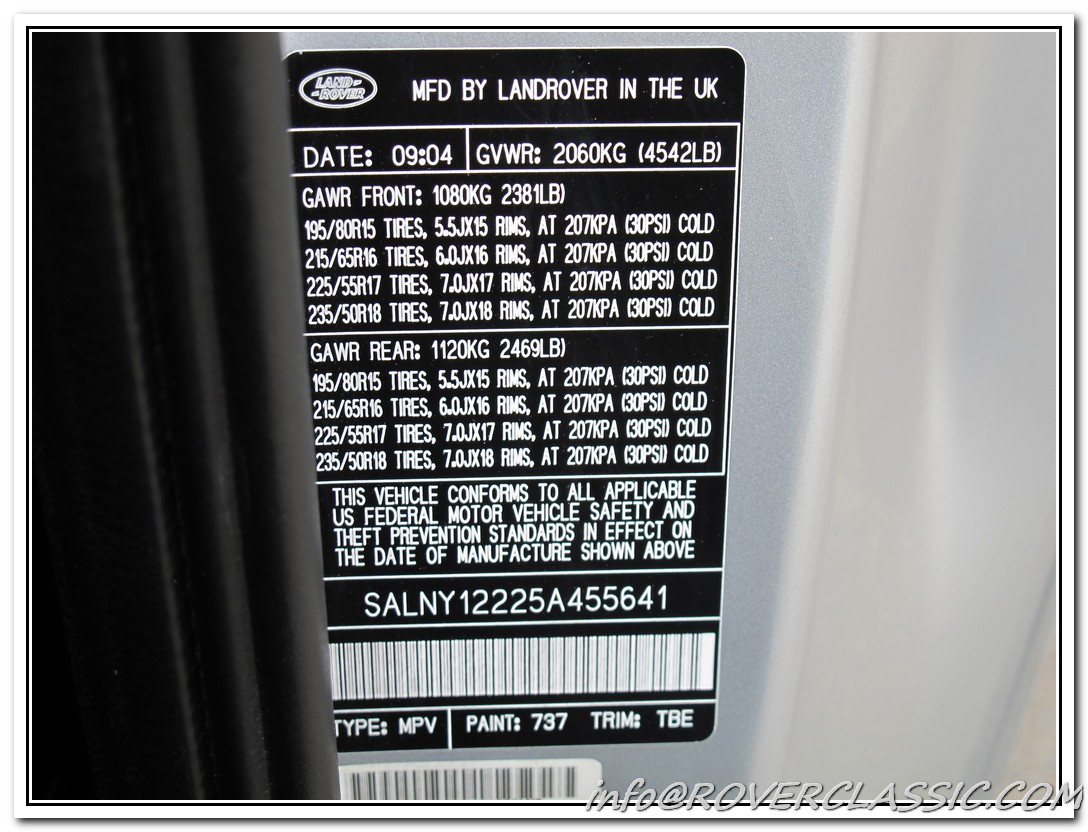 LAND-
-ROVER
MFD BY LANDROVER IN THE UK
DATE: 09:04 GVWR: 2060KG (4542LB)
GAWR FRONT: 1080KG 2381LB)
195/80R15 TIRES, 5.5JX15 RIMS, AT 207KPA (30PSI) COLD
215/65R16 TIRES, 6.0JX16 RIMS, AT 207KPA (30PSI) COLD
225/55R17 TIRES, 7.0JX17 RIMS, AT 207KPA (30PSI) COLD
235/50R18 TIRES, 7.0JX18 RIMS, AT 207KPA (30PSI) COLD
GAWR REAR: 1120KG 2469LB)
195/80R15 TIRES, 5.5JX15 RIMS, AT 207KPA (30PSI) COLD
215/65R16 TIRES, 6.0JX16 RIMS, AT 207KPA (30PSI) COLD
225/55R17 TIRES, 7.0JX17 RIMS, AT 207KPA (30PSI) COLD
235/50R18 TIRES, 7.0JX18 RIMS, AT 207KPA (30PSI) COLD
THIS VEHICLE CONFORMS TO ALL APPLICABLE
US FEDERAL MOTOR VEHICLE SAFETY AND
THEFT PREVENTION STANDARDS IN EFFECT ON
THE DATE OF MANUFACTURE SHOWN ABOVE
SALNY12225A455641
TYPE: MPV PAINT: 737 TRIM: TBE
info@ROVERCLASSIC.COM